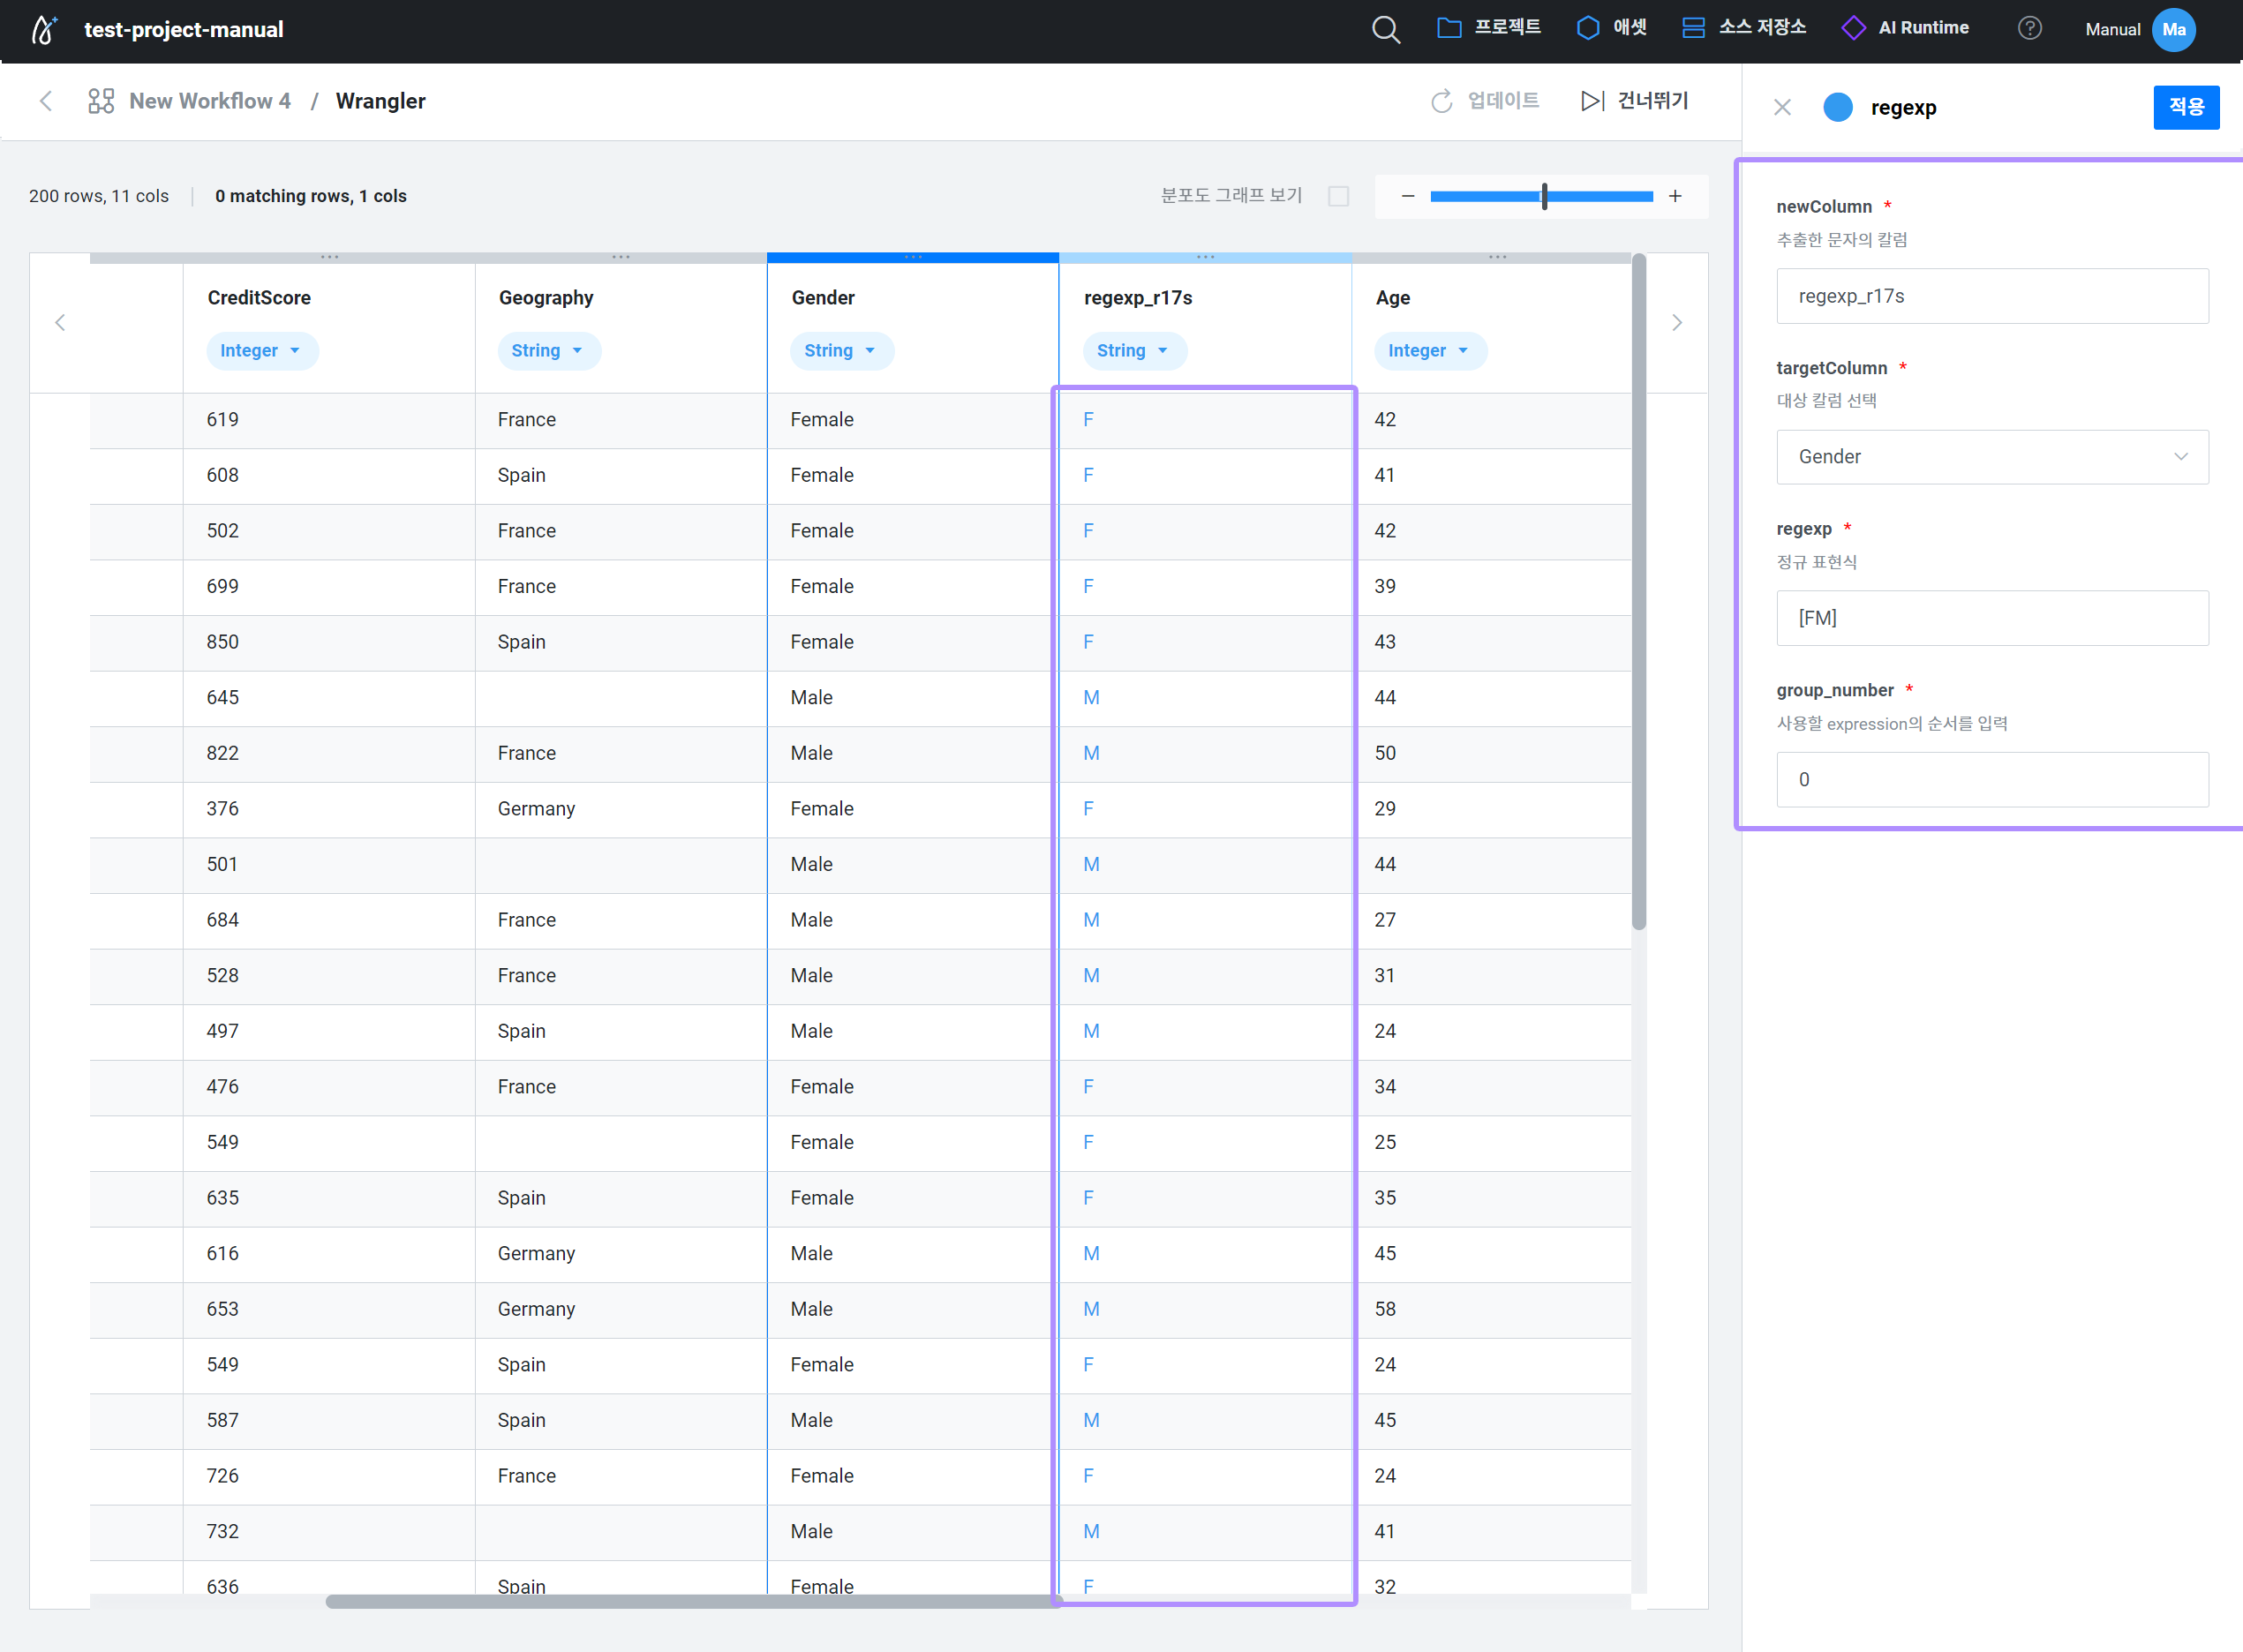 test-project-manual
프로젝트
애셋
소스 저장소
AI Runtime
?
Manual
Ma
New Workflow 4 / Wrangler
업데이트
건너뛰기
regexp
적용
200 rows, 11 cols
0 matching rows, 1 cols
분포도 그래프 보기
− +
CreditScore Geography Gender regexp_r17s Age
Integer String String String Integer
619 France Female F 42
608 Spain Female F 41
502 France Female F 42
699 France Female F 39
850 Spain Female F 43
645 Male M 44
822 France Male M 50
376 Germany Female F 29
501 Male M 44
684 France Male M 27
528 France Male M 31
497 Spain Male M 24
476 France Female F 34
549 Female F 25
635 Spain Female F 35
616 Germany Male M 45
653 Germany Male M 58
549 Spain Female F 24
587 Spain Male M 45
726 France Female F 24
732 Male M 41
636 Spain Female F 32
newColumn *
추출한 문자의 칼럼
regexp_r17s
targetColumn *
대상 칼럼 선택
Gender
regexp *
정규 표현식
[FM]
group_number *
사용할 expression의 순서를 입력
0